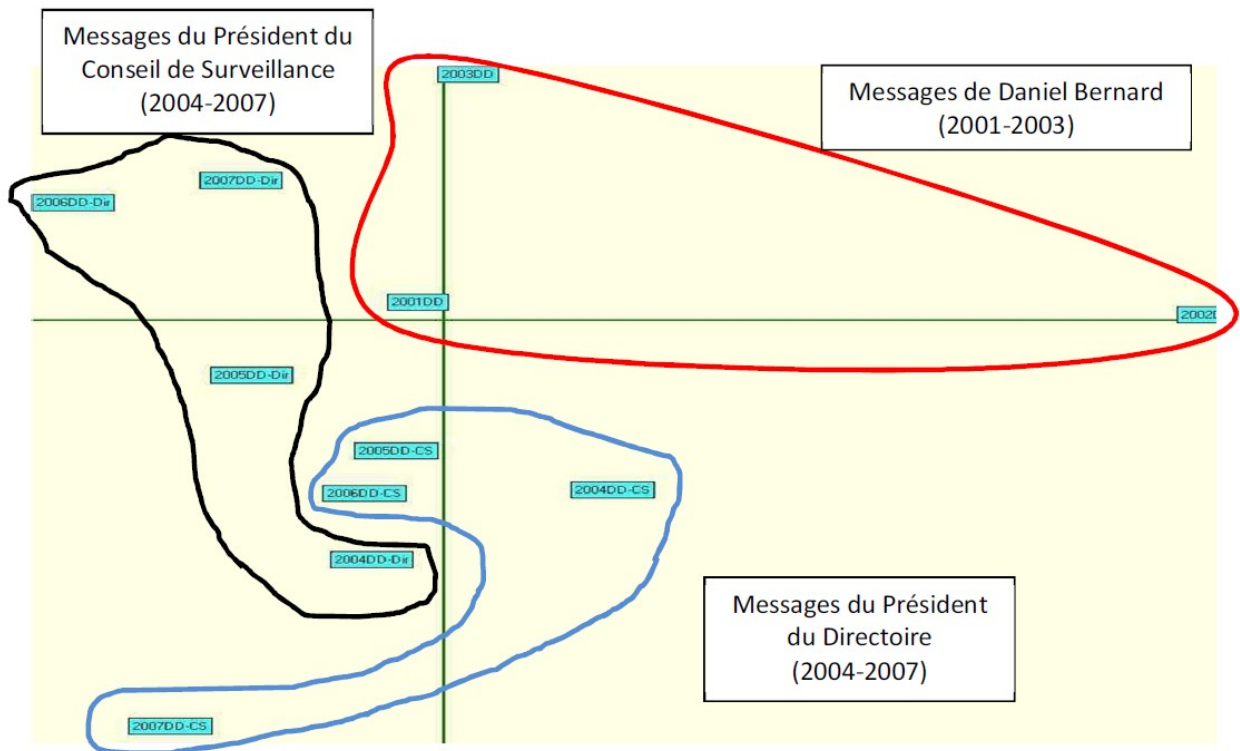 Messages du Président du
Conseil de Surveillance
(2004-2007)
2003DD
Messages de Daniel Bernard
(2001-2003)
2007DD-Dir
2006DD-Dir
2001DD
2002D
2005DD-Dir
2005DD-CS
2006DD-CS
2004DD-CS
2004DD-Dir
Messages du Président
du Directoire
(2004-2007)
2007DD-CS